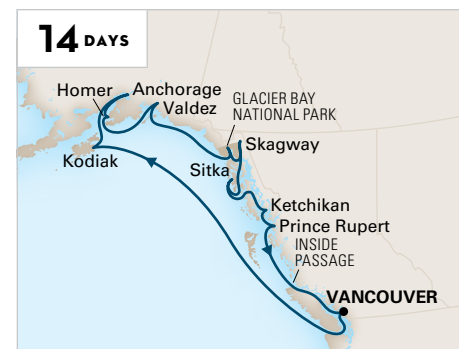 14 DAYS
Homer
Anchorage
Valdez
GLACIER BAY
NATIONAL PARK
Skagway
Kodiak
Sitka
Ketchikan
Prince Rupert
INSIDE
PASSAGE
VANCOUVER